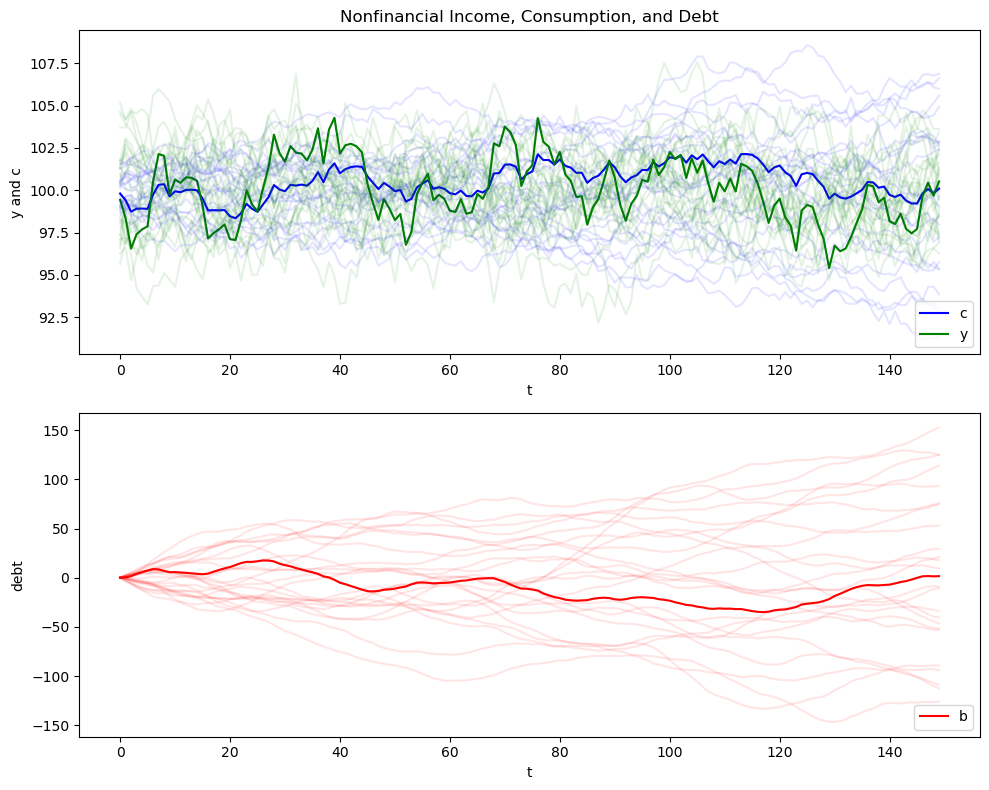 Nonfinancial Income, Consumption, and Debt
107.5
105.0
102.5
100.0
97.5
95.0
92.5
y and c
c
y
0 20 40 60 80 100 120 140
t
150
100
50
0
−50
−100
−150
debt
b
0 20 40 60 80 100 120 140
t